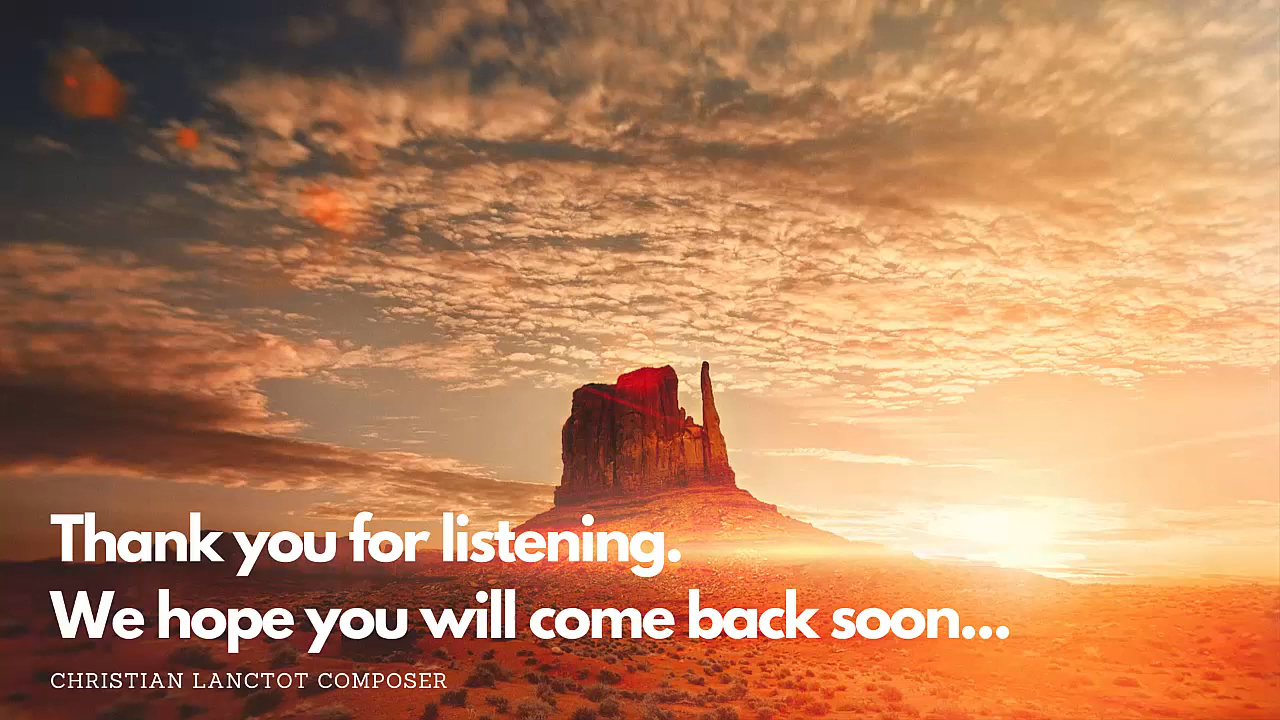 Thank you for listening.
We hope you will come back soon...
CHRISTIAN LANCTOT COMPOSER